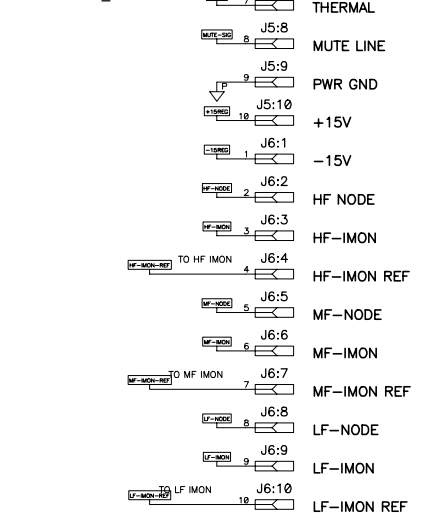 7 THERMAL
J5:8
MUTE-SIG 8 MUTE LINE
J5:9
9 PWR GND
P
J5:10
+15REG 10 +15V
J6:1
-15REG 1 -15V
J6:2
HF-NODE 2 HF NODE
J6:3
HF-IMON 3 HF-IMON
TO HF IMON J6:4
HF-IMON-REF 4 HF-IMON REF
J6:5
MF-NODE 5 MF-NODE
J6:6
MF-IMON 6 MF-IMON
TO MF IMON J6:7
MF-IMON-REF 7 MF-IMON REF
J6:8
LF-NODE 8 LF-NODE
J6:9
LF-IMON 9 LF-IMON
TO LF IMON J6:10
LF-IMON-REF 10 LF-IMON REF